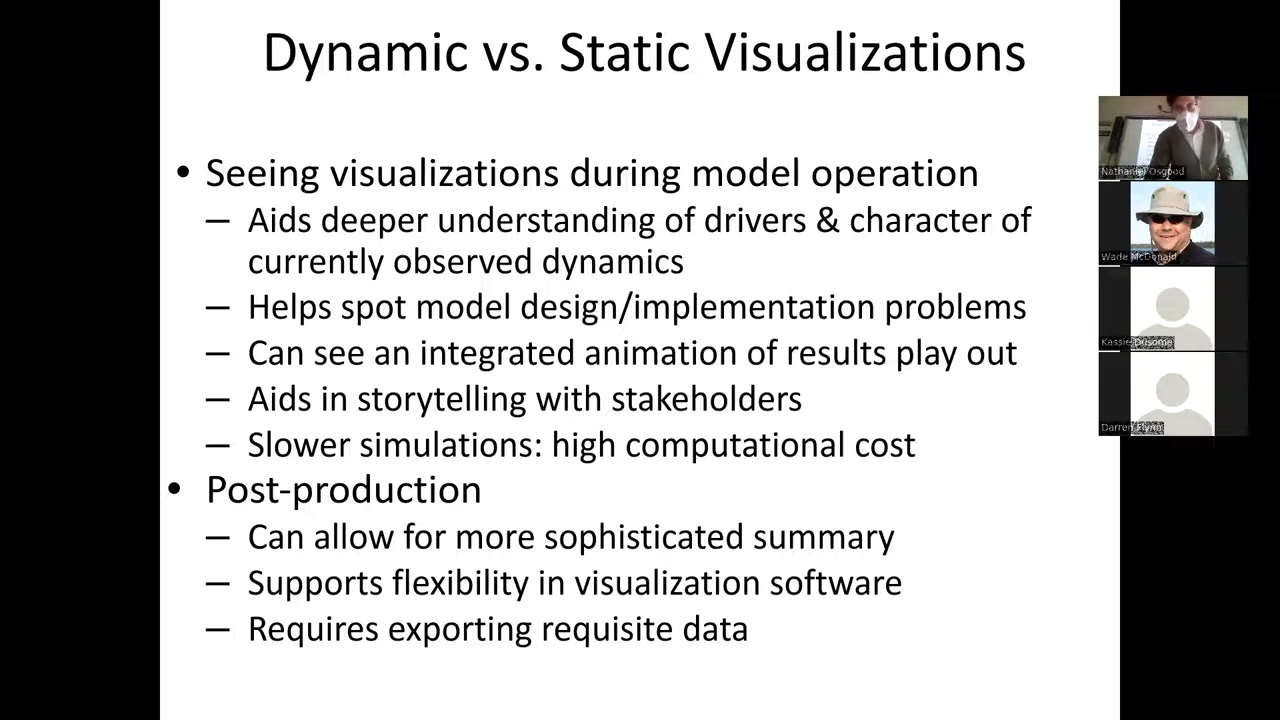 Dynamic vs. Static Visualizations
• Seeing visualizations during model operation
– Aids deeper understanding of drivers & character of
currently observed dynamics
– Helps spot model design/implementation problems
– Can see an integrated animation of results play out
– Aids in storytelling with stakeholders
– Slower simulations: high computational cost
• Post-production
– Can allow for more sophisticated summary
– Supports flexibility in visualization software
– Requires exporting requisite data
Nathaniel Osgood
Wade McDonald
Kassie Dusome
Darren Flynn